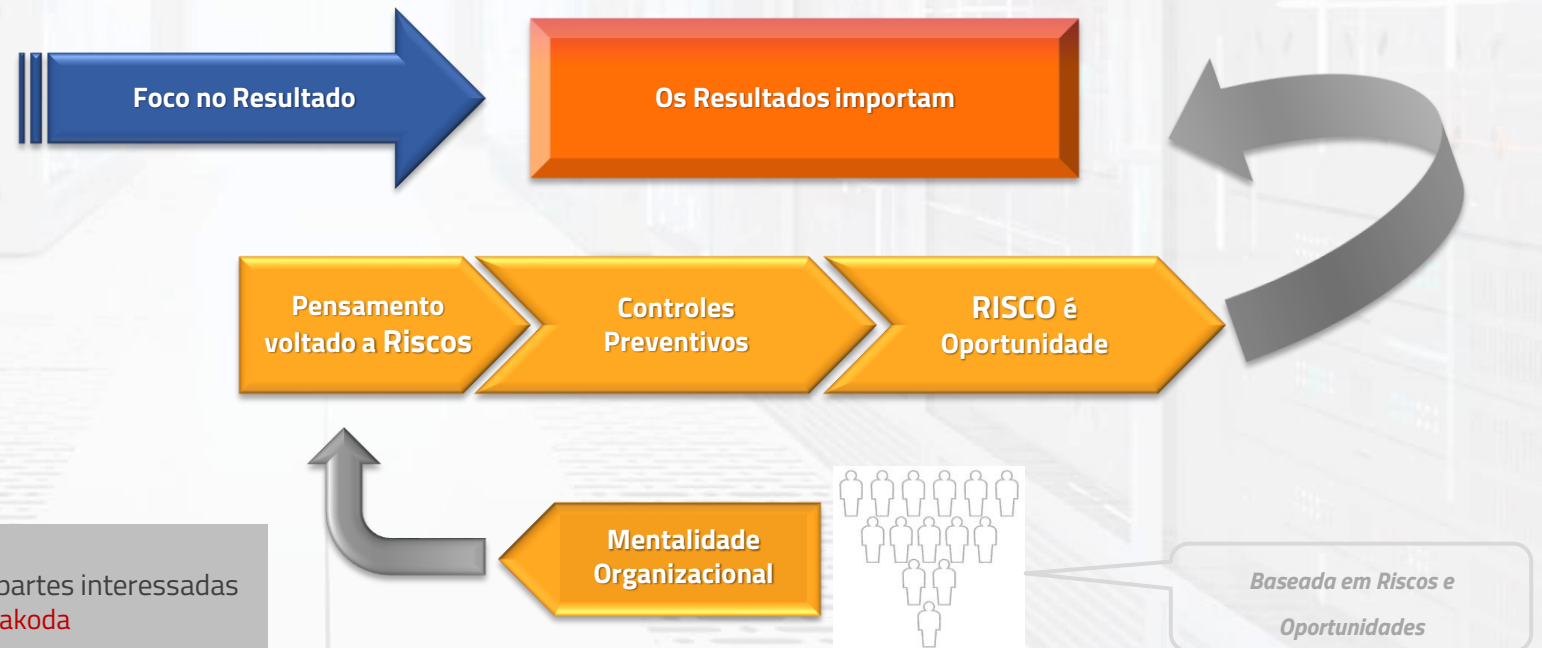 Foco no Resultado
Os Resultados importam
Pensamento
voltado a Riscos
Controles
Preventivos
RISCO é
Oportunidade
Mentalidade
Organizacional
Baseada em Riscos e
Oportunidades
partes interessadas
akoda